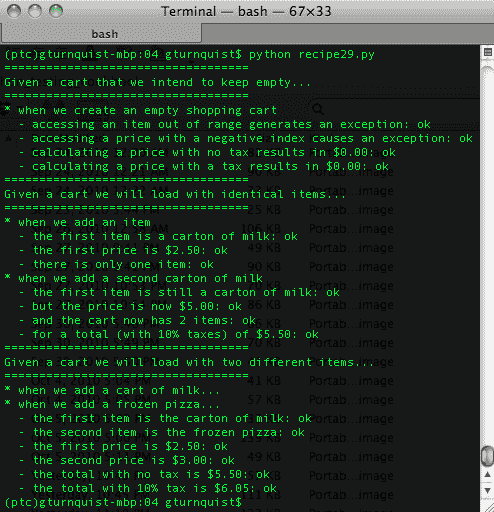 Terminal — bash — 67×33
bash
(ptc)gturnquist-mbp:04 gturnquist$ python recipe29.py
==================================
Given a cart that we intend to keep empty...
==================================
* when we create an empty shopping cart
- accessing an item out of range generates an exception: ok
- accessing a price with a negative index causes an exception: ok
- calculating a price with no tax results in $0.00: ok
- calculating a price with a tax results in $0.00: ok
==================================
Given a cart we will load with identical items...
==================================
* when we add an item
- the first item is a carton of milk: ok
- the first price is $2.50: ok
- there is only one item: ok
* when we add a second carton of milk
- the first item is still a carton of milk: ok
- but the price is now $5.00: ok
- and the cart now has 2 items: ok
- for a total (with 10% taxes) of $5.50: ok
==================================
Given a cart we will load with two different items...
==================================
* when we add a cart of milk...
* when we add a frozen pizza...
- the first item is the carton of milk: ok
- the second item is the frozen pizza: ok
- the first price is $2.50: ok
- the second price is $3.00: ok
- the total with no tax is $5.50: ok
- the total with 10% tax is $6.05: ok
(ptc)gturnquist-mbp:04 gturnquist$